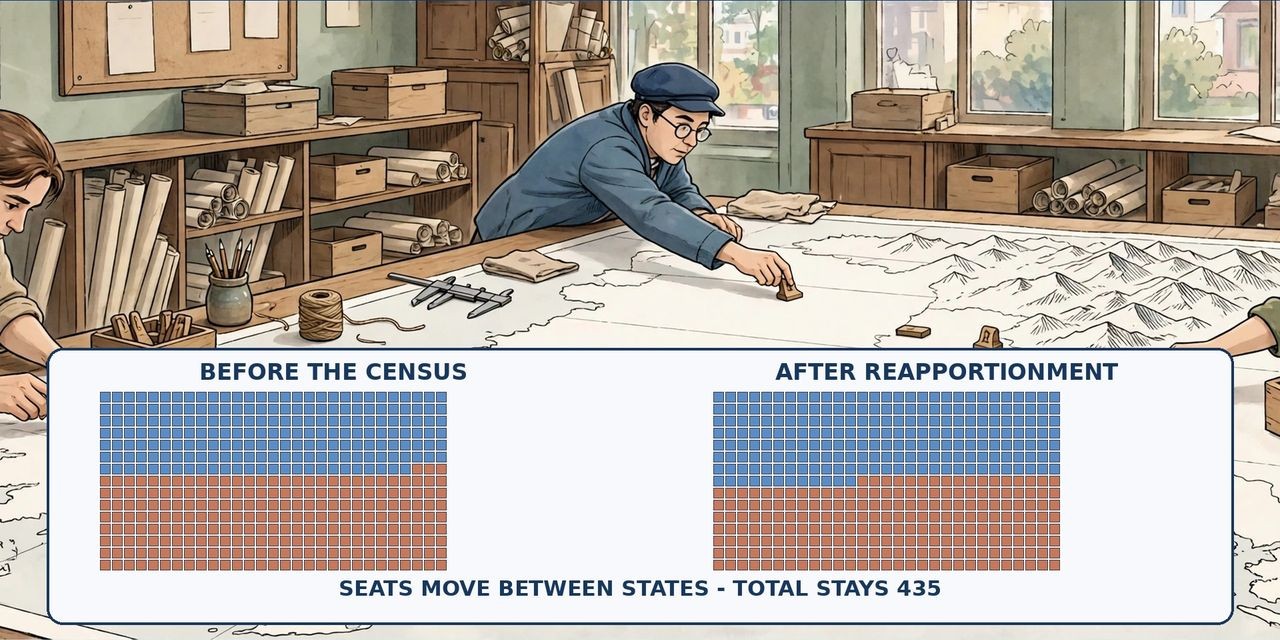 BEFORE THE CENSUS
AFTER REAPPORTIONMENT
SEATS MOVE BETWEEN STATES - TOTAL STAYS 435